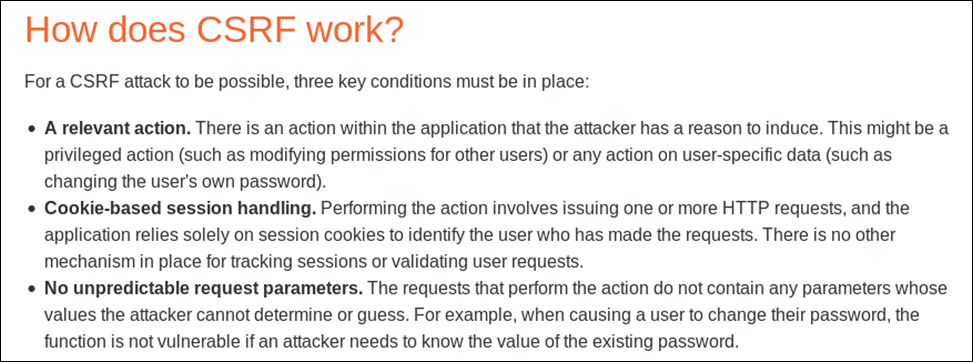 How does CSRF work?
For a CSRF attack to be possible, three key conditions must be in place:
• A relevant action. There is an action within the application that the attacker has a reason to induce. This might be a
privileged action (such as modifying permissions for other users) or any action on user-specific data (such as
changing the user's own password).
• Cookie-based session handling. Performing the action involves issuing one or more HTTP requests, and the
application relies solely on session cookies to identify the user who has made the requests. There is no other
mechanism in place for tracking sessions or validating user requests.
• No unpredictable request parameters. The requests that perform the action do not contain any parameters whose
values the attacker cannot determine or guess. For example, when causing a user to change their password, the
function is not vulnerable if an attacker needs to know the value of the existing password.